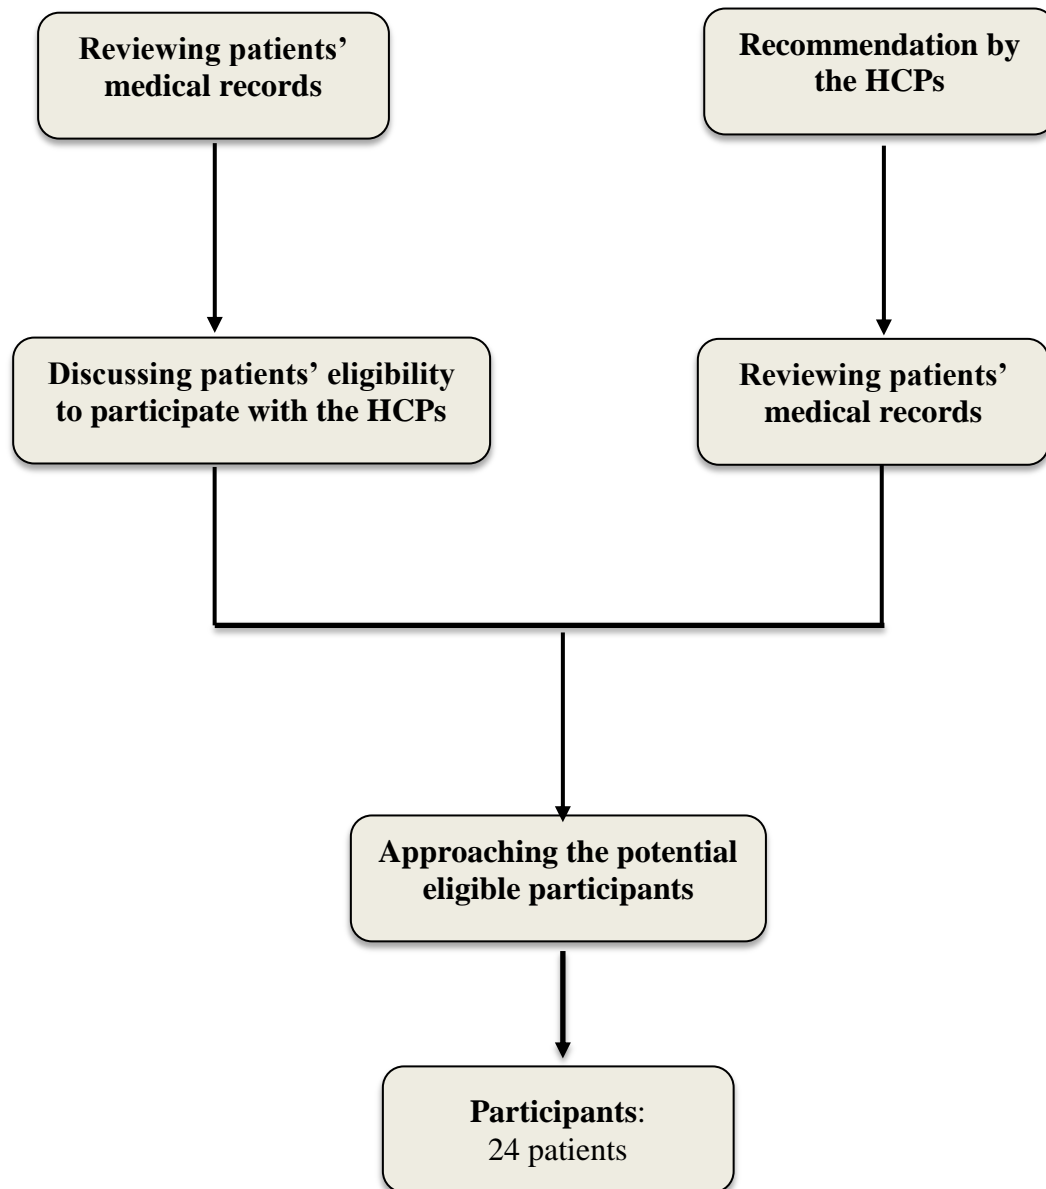 Reviewing patients’
medical records
Recommendation by
the HCPs
Discussing patients’ eligibility
to participate with the HCPs
Reviewing patients’
medical records
Approaching the potential
eligible participants
Participants:
24 patients